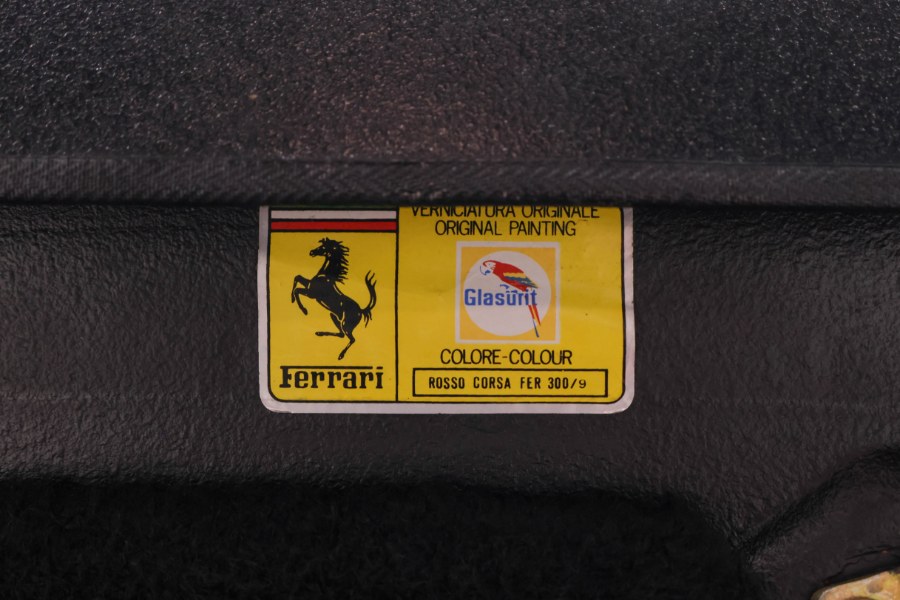 VERNICIATURA ORIGINALE
ORIGINAL PAINTING
Glasurit
COLORE-COLOUR
ROSSO CORSA FER 300/9
Ferrari